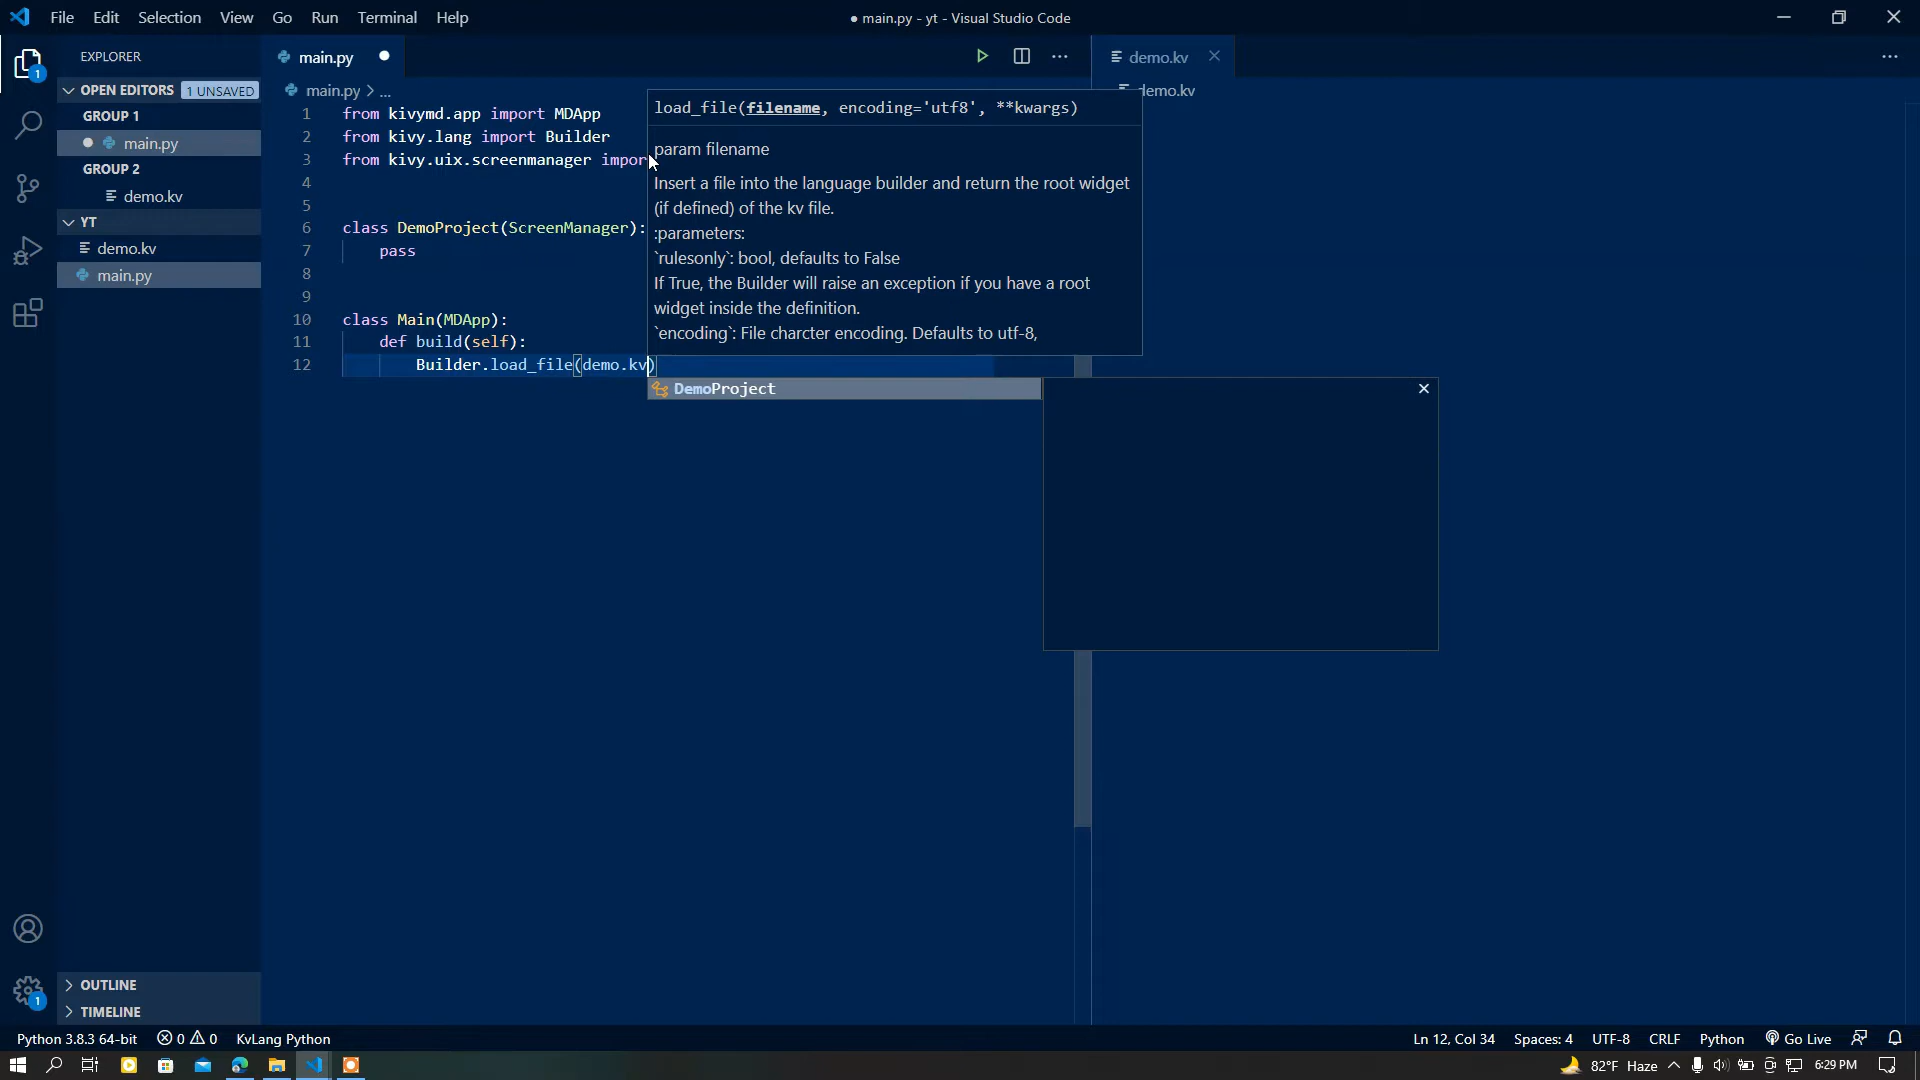 File Edit Selection View Go Run Terminal Help
● main.py - yt - Visual Studio Code
EXPLORER
OPEN EDITORS 1 UNSAVED
GROUP 1
main.py
GROUP 2
demo.kv
YT
demo.kv
main.py
OUTLINE
TIMELINE
1
1
main.py
main.py > ...
1 from kivymd.app import MDApp
2 from kivy.lang import Builder
3 from kivy.uix.screenmanager impor
4
5
6 class DemoProject(ScreenManager):
7 pass
8
9
10 class Main(MDApp):
11 def build(self):
12 Builder.load_file(demo.kv)
load_file(filename, encoding='utf8', **kwargs)
param filename
Insert a file into the language builder and return the root widget
(if defined) of the kv file.
:parameters:
`rulesonly`: bool, defaults to False
If True, the Builder will raise an exception if you have a root
widget inside the definition.
`encoding`: File charcter encoding. Defaults to utf-8,
DemoProject
demo.kv
demo.kv
Python 3.8.3 64-bit 0 0 KvLang Python
Ln 12, Col 34 Spaces: 4 UTF-8 CRLF Python Go Live
82°F Haze 6:29 PM